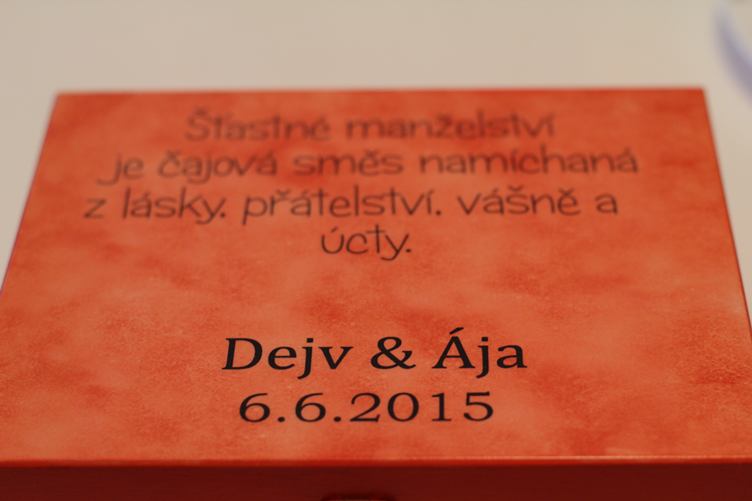 Šťastné manželství
je čajová směs namíchaná
z lásky, přátelství, vášně a
úcty.
Dejv & Ája
6.6.2015